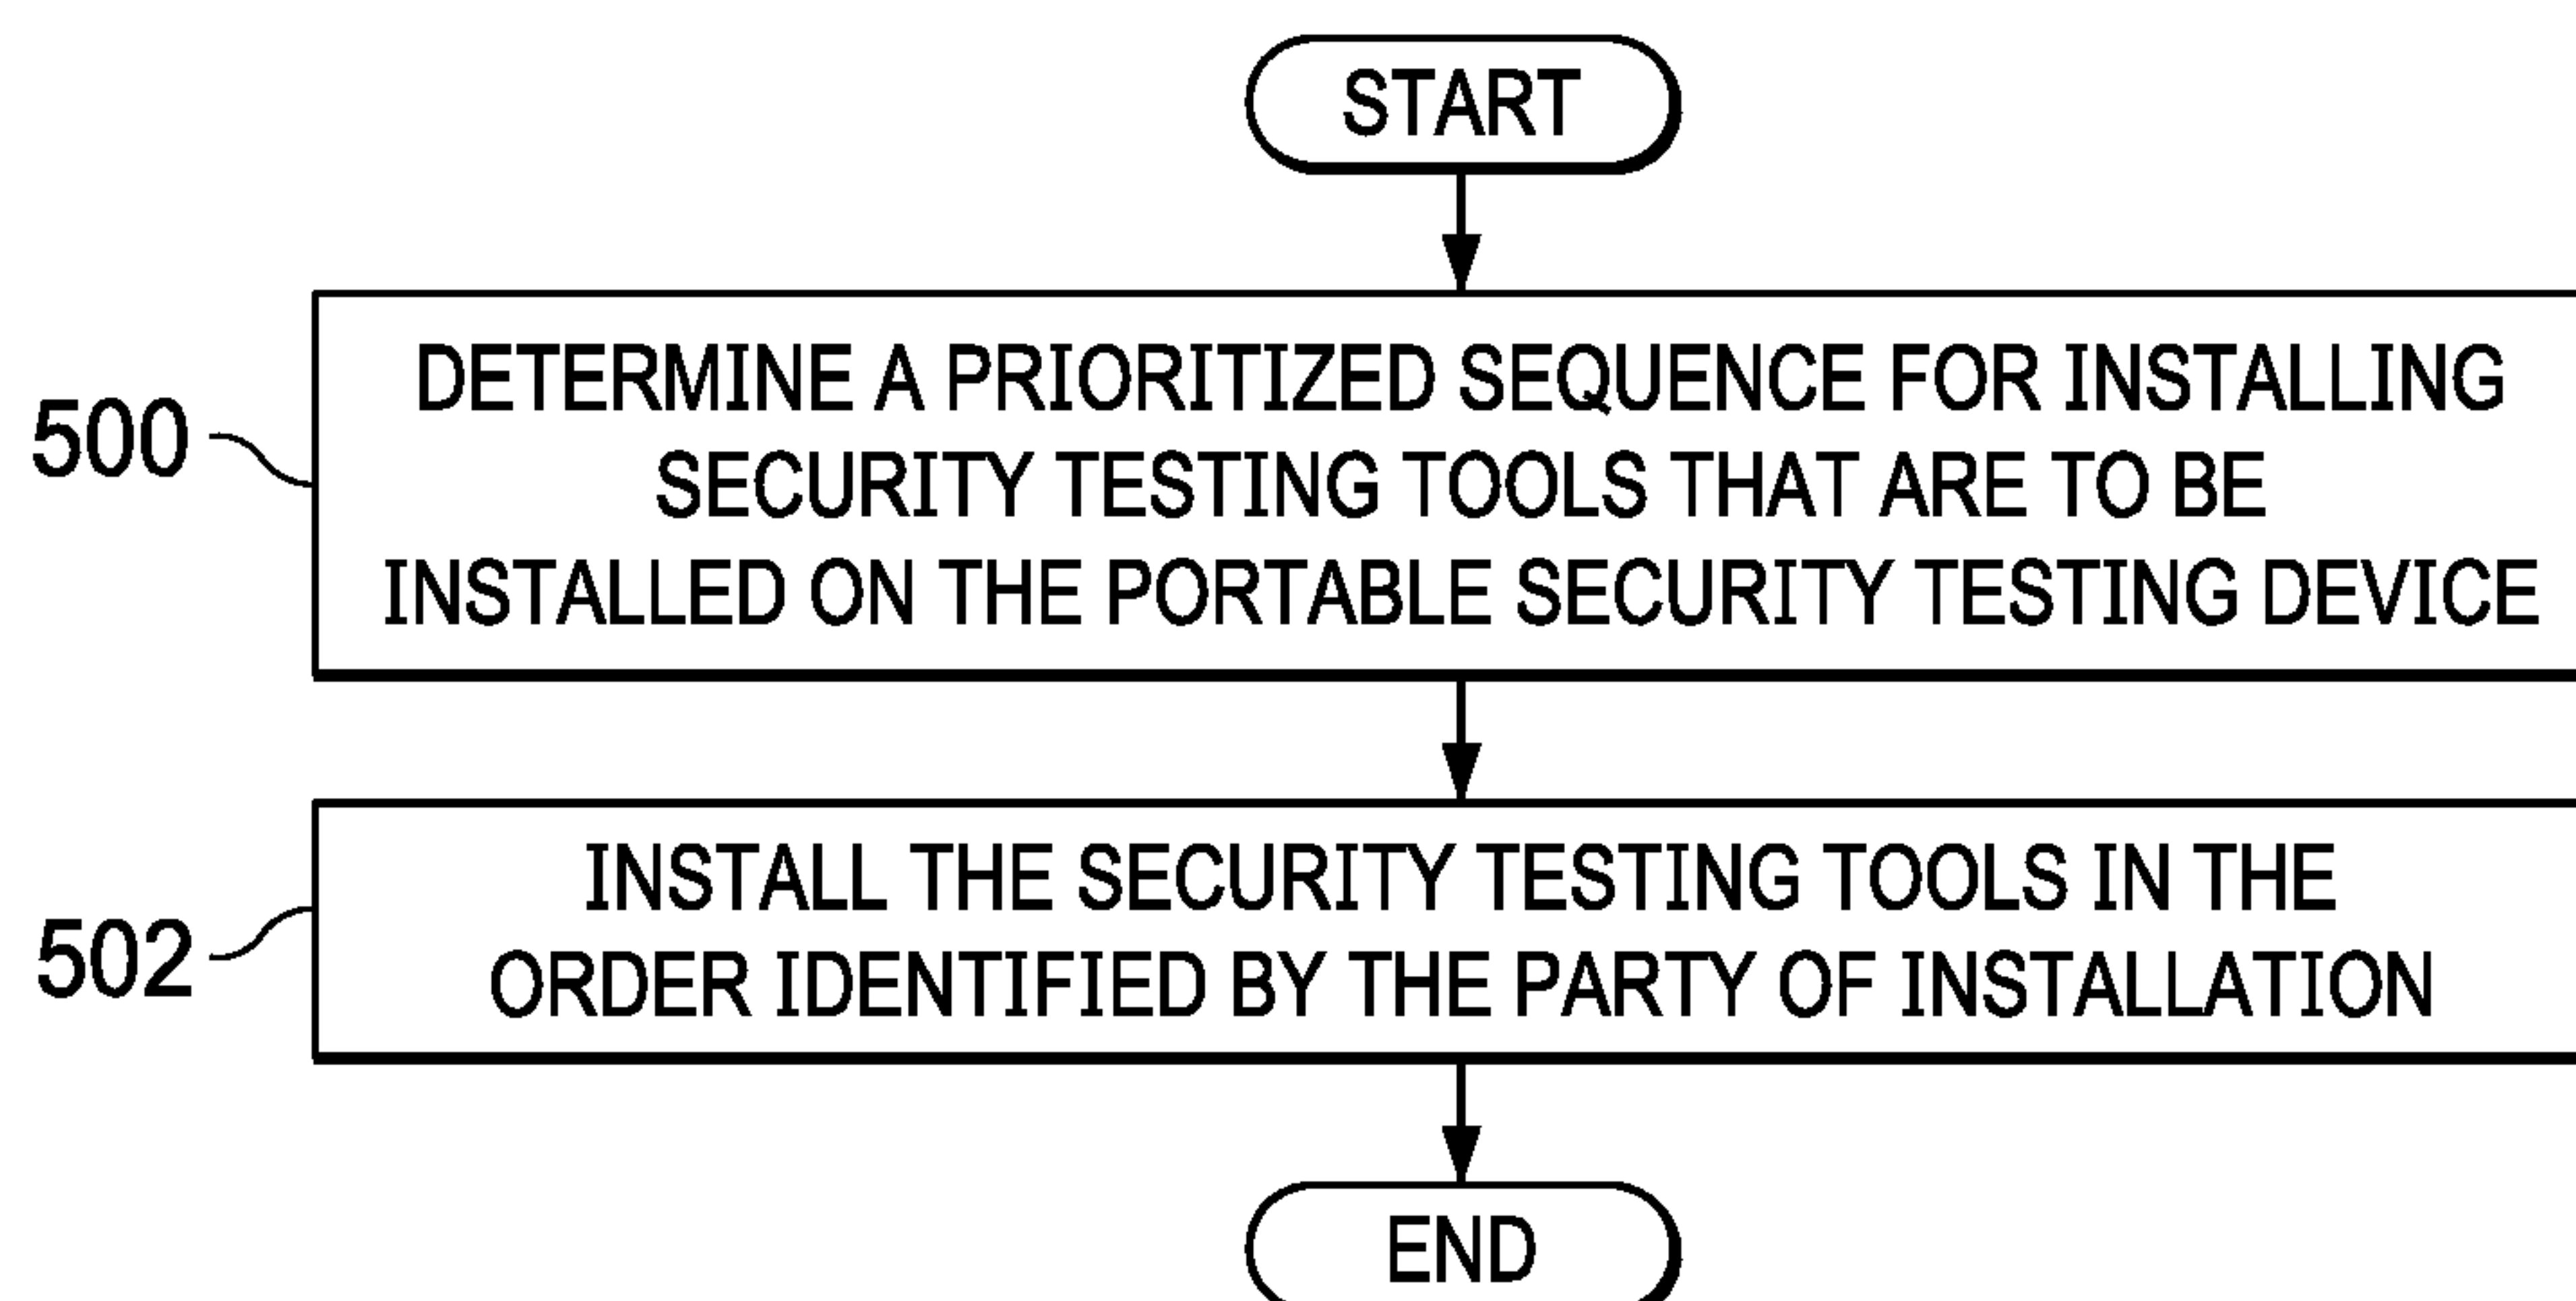 START
500
DETERMINE A PRIORITIZED SEQUENCE FOR INSTALLING
SECURITY TESTING TOOLS THAT ARE TO BE
INSTALLED ON THE PORTABLE SECURITY TESTING DEVICE
502
INSTALL THE SECURITY TESTING TOOLS IN THE
ORDER IDENTIFIED BY THE PARTY OF INSTALLATION
END